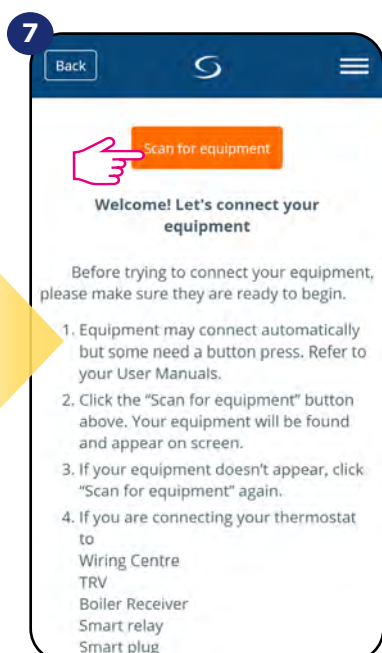 7
Back
Scan for equipment
Welcome! Let's connect your
equipment
Before trying to connect your equipment,
please make sure they are ready to begin.
1. Equipment may connect automatically
but some need a button press. Refer to
your User Manuals.
2. Click the “Scan for equipment” button
above. Your equipment will be found
and appear on screen.
3. If your equipment doesn’t appear, click
“Scan for equipment” again.
4. If you are connecting your thermostat
to
Wiring Centre
TRV
Boiler Receiver
Smart relay
Smart plug